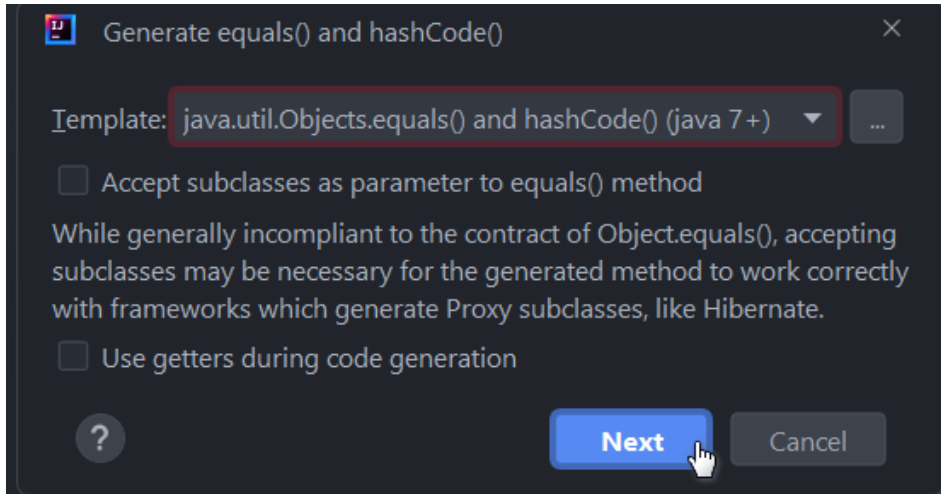 Generate equals() and hashCode()
Template: java.util.Objects.equals() and hashCode() (java 7+) ...
Accept subclasses as parameter to equals() method
While generally incompliant to the contract of Object.equals(), accepting
subclasses may be necessary for the generated method to work correctly
with frameworks which generate Proxy subclasses, like Hibernate.
Use getters during code generation
? Next Cancel